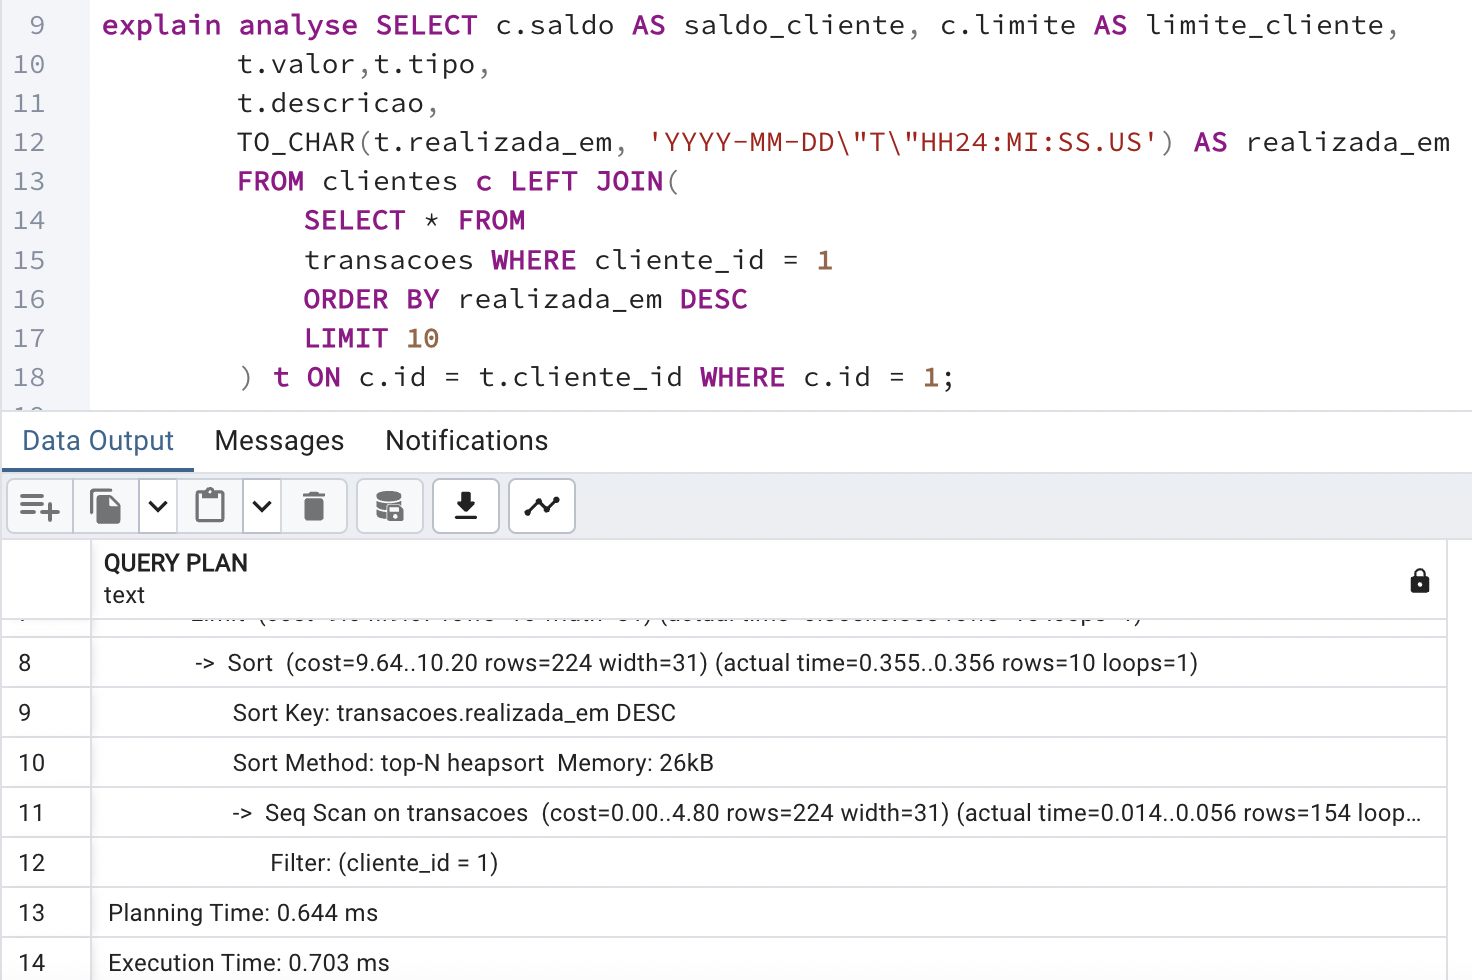 9 explain analyse SELECT c.saldo AS saldo_cliente, c.limite AS limite_cliente,
10 t.valor,t.tipo,
11 t.descricao,
12 TO_CHAR(t.realizada_em, 'YYYY-MM-DD\"T\"HH24:MI:SS.US') AS realizada_em
13 FROM clientes c LEFT JOIN(
14 SELECT * FROM
15 transacoes WHERE cliente_id = 1
16 ORDER BY realizada_em DESC
17 LIMIT 10
18 ) t ON c.id = t.cliente_id WHERE c.id = 1;
Data Output Messages Notifications
QUERY PLAN
text
8 -> Sort (cost=9.64..10.20 rows=224 width=31) (actual time=0.355..0.356 rows=10 loops=1)
9 Sort Key: transacoes.realizada_em DESC
10 Sort Method: top-N heapsort Memory: 26kB
11 -> Seq Scan on transacoes (cost=0.00..4.80 rows=224 width=31) (actual time=0.014..0.056 rows=154 loop...
12 Filter: (cliente_id = 1)
13 Planning Time: 0.644 ms
14 Execution Time: 0.703 ms